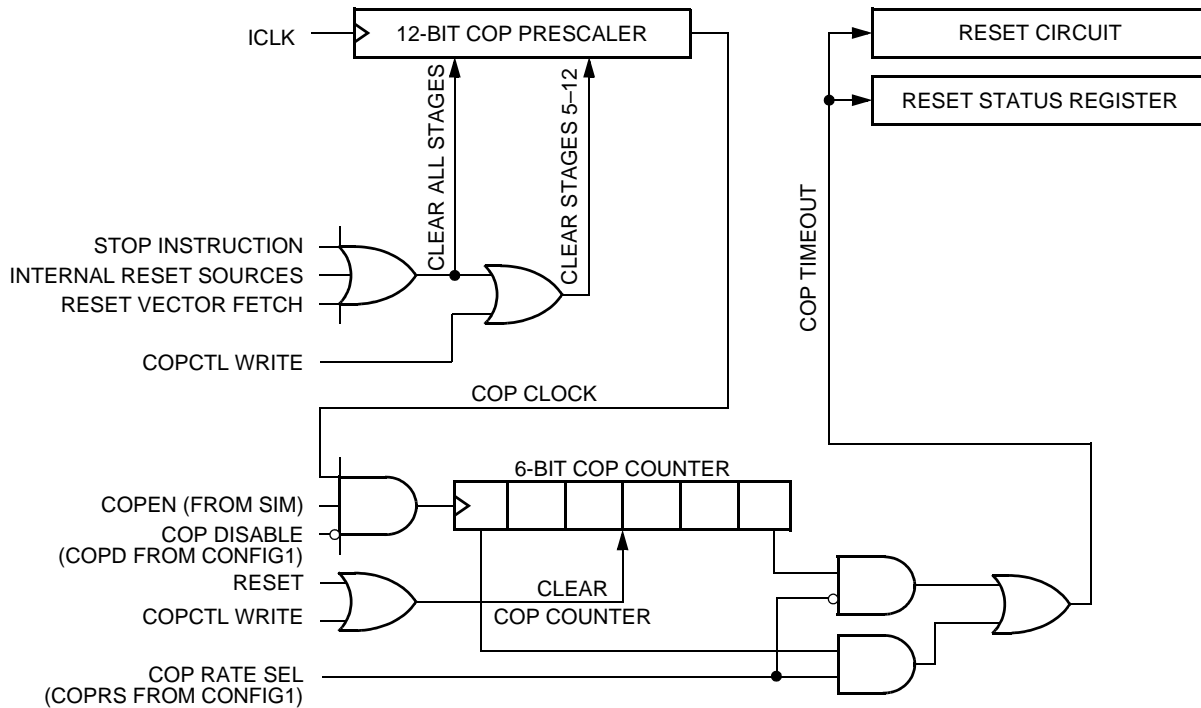 ICLK
12-BIT COP PRESCALER
RESET CIRCUIT
RESET STATUS REGISTER
CLEAR ALL STAGES
CLEAR STAGES 5–12
COP TIMEOUT
STOP INSTRUCTION
INTERNAL RESET SOURCES
RESET VECTOR FETCH
COPCTL WRITE
COP CLOCK
6-BIT COP COUNTER
COPEN (FROM SIM)
COP DISABLE
(COPD FROM CONFIG1)
RESET
COPCTL WRITE
CLEAR
COP COUNTER
COP RATE SEL
(COPRS FROM CONFIG1)